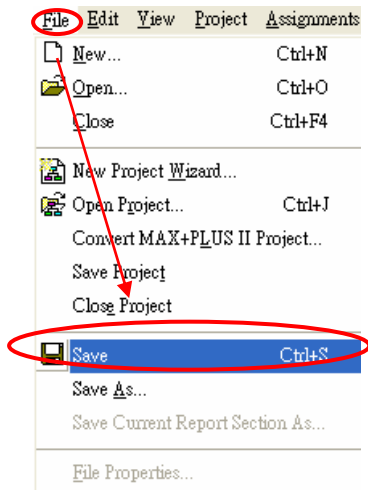 File Edit View Project Assignments
New... Ctrl+N
Open... Ctrl+O
Close Ctrl+F4
New Project Wizard...
Open Project... Ctrl+J
Convert MAX+PLUS II Project...
Save Project
Close Project
Save Ctrl+S
Save As...
Save Current Report Section As...
File Properties...